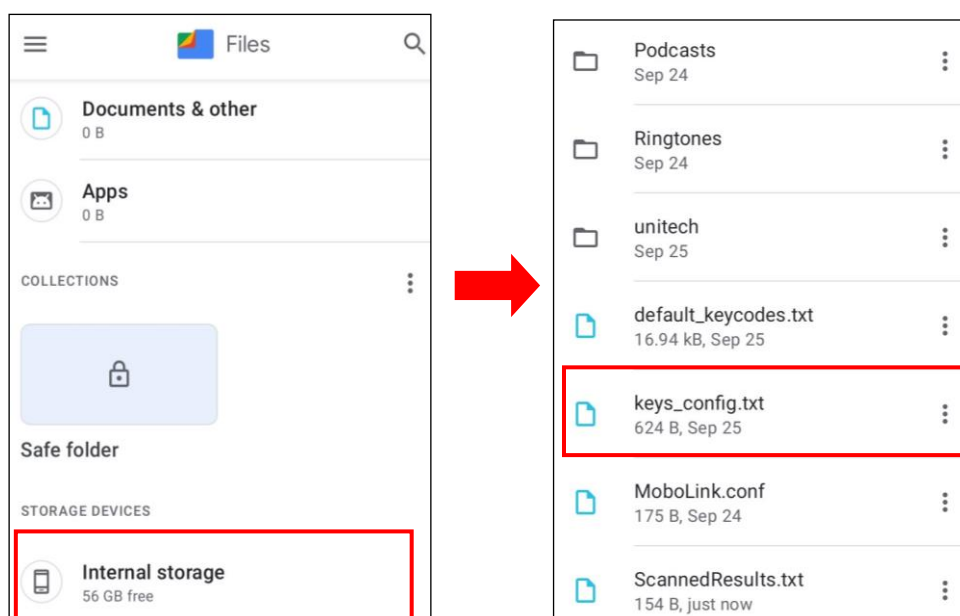 Files
Documents & other
0 B
Apps
0 B
COLLECTIONS
Safe folder
STORAGE DEVICES
Internal storage
56 GB free
Podcasts
Sep 24
Ringtones
Sep 24
unitech
Sep 25
default_keycodes.txt
16.94 kB, Sep 25
keys_config.txt
624 B, Sep 25
MoboLink.conf
175 B, Sep 24
ScannedResults.txt
154 B, just now